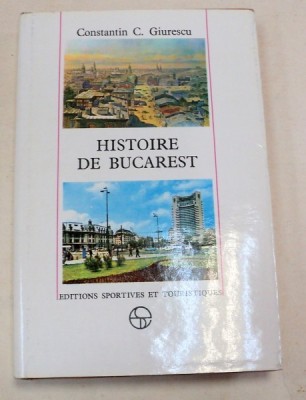 Constantin C. Giurescu
HISTOIRE
DE BUCAREST
EDITIONS SPORTIVES ET TOURISTIQUES